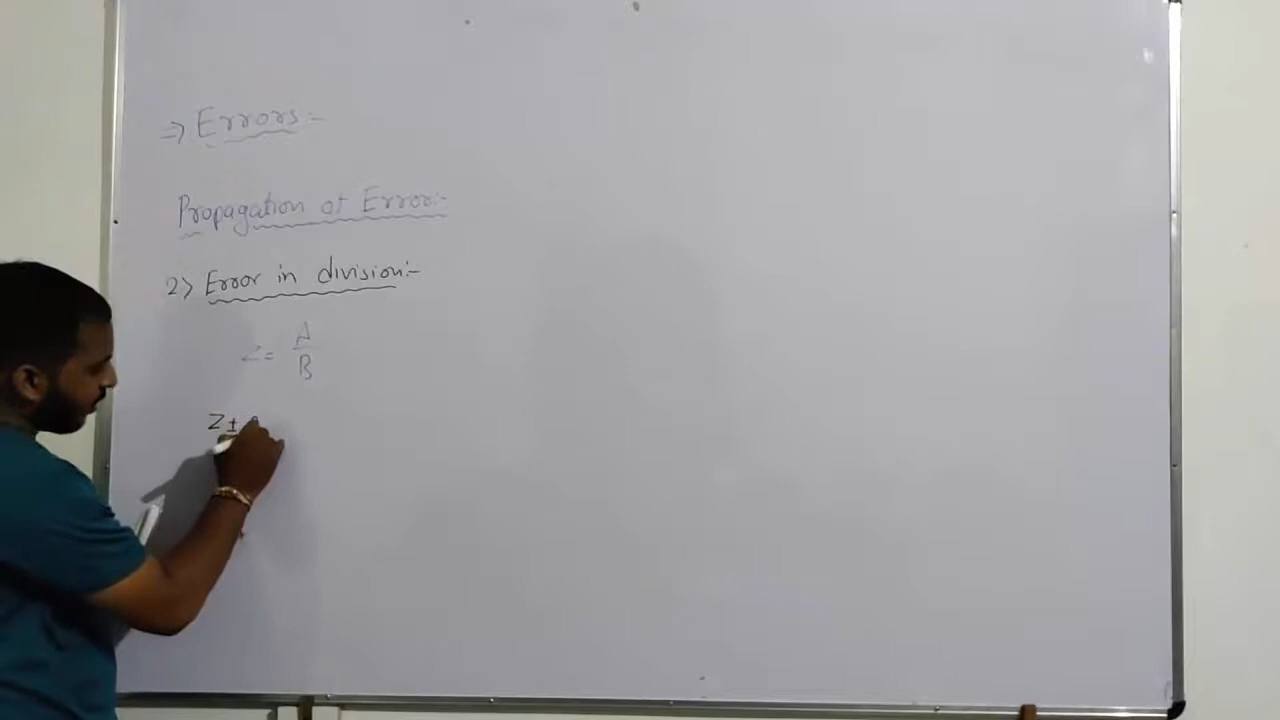 ⇒ Errors:-
Propagation of Error:-
2) Error in division:-
Z = A/B
Z ±